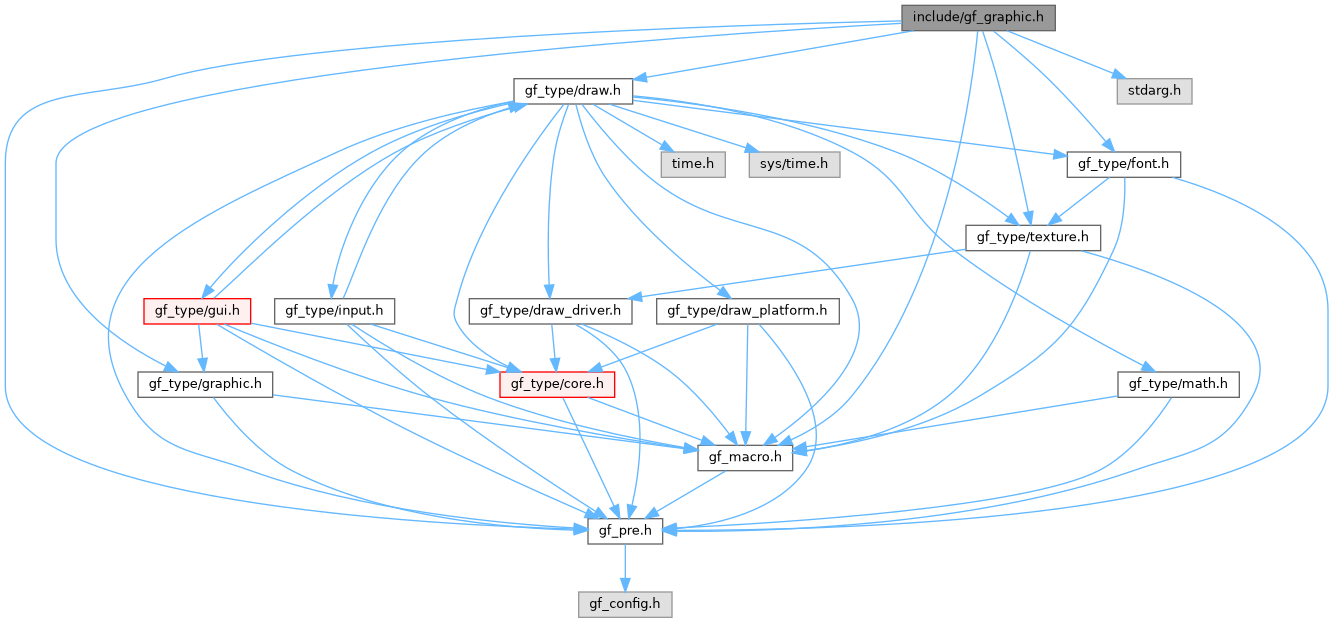 include/gf_graphic.h
gf_type/draw.h
stdarg.h
time.h
sys/time.h
gf_type/font.h
gf_type/texture.h
gf_type/gui.h
gf_type/input.h
gf_type/draw_driver.h
gf_type/draw_platform.h
gf_type/graphic.h
gf_type/core.h
gf_type/math.h
gf_macro.h
gf_pre.h
gf_config.h